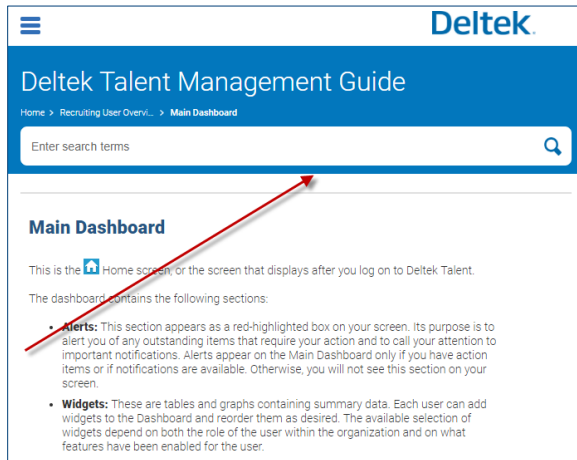 Deltek
Deltek Talent Management Guide
Home > Recruiting User Overvi... > Main Dashboard
Enter search terms
Main Dashboard
This is the Home screen, or the screen that displays after you log on to Deltek Talent.
The dashboard contains the following sections:
• Alerts: This section appears as a red-highlighted box on your screen. Its purpose is to
alert you of any outstanding items that require your action and to call your attention to
important notifications. Alerts appear on the Main Dashboard only if you have action
items or if notifications are available. Otherwise, you will not see this section on your
screen.
• Widgets: These are tables and graphs containing summary data. Each user can add
widgets to the Dashboard and reorder them as desired. The available selection of
widgets depend on both the role of the user within the organization and on what
features have been enabled for the user.